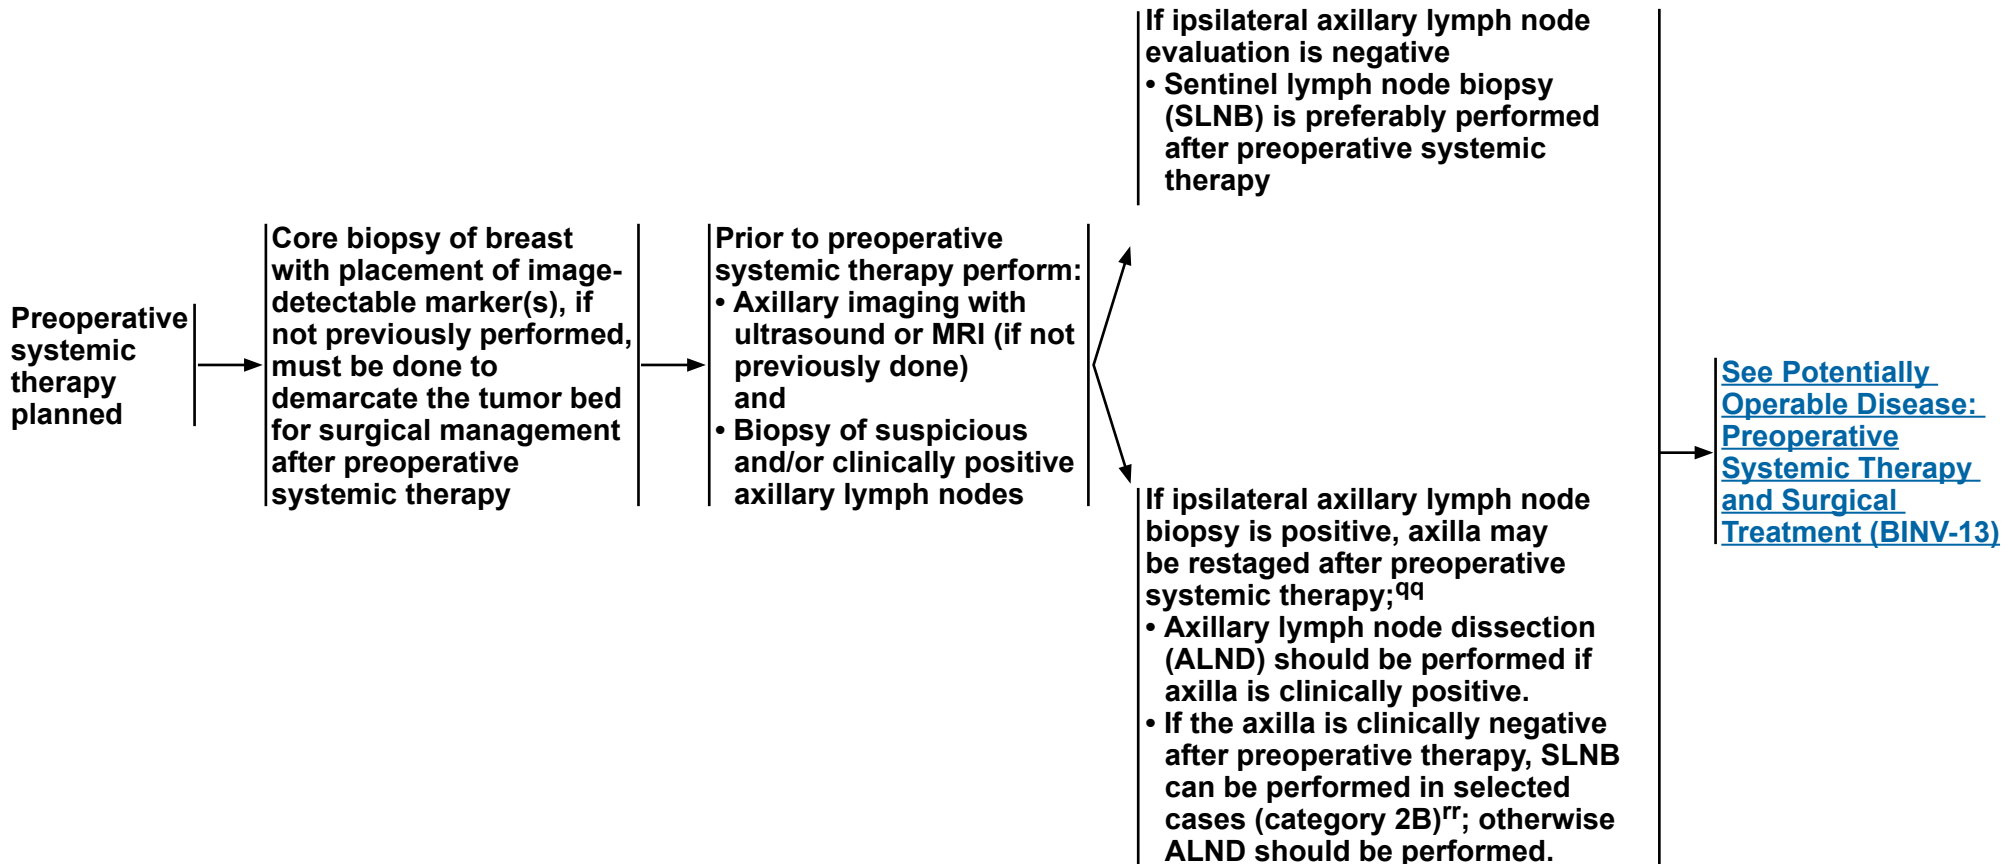 Preoperative
systemic
therapy
planned
Core biopsy of breast
with placement of image-
detectable marker(s), if
not previously performed,
must be done to
demarcate the tumor bed
for surgical management
after preoperative
systemic therapy
Prior to preoperative
systemic therapy perform:
• Axillary imaging with
ultrasound or MRI (if not
previously done)
and
• Biopsy of suspicious
and/or clinically positive
axillary lymph nodes
If ipsilateral axillary lymph node
evaluation is negative
• Sentinel lymph node biopsy
(SLNB) is preferably performed
after preoperative systemic
therapy
If ipsilateral axillary lymph node
biopsy is positive, axilla may
be restaged after preoperative
systemic therapy;qq
• Axillary lymph node dissection
(ALND) should be performed if
axilla is clinically positive.
• If the axilla is clinically negative
after preoperative therapy, SLNB
can be performed in selected
cases (category 2B)rr; otherwise
ALND should be performed.
See Potentially
Operable Disease:
Preoperative
Systemic Therapy
and Surgical
Treatment (BINV-13)